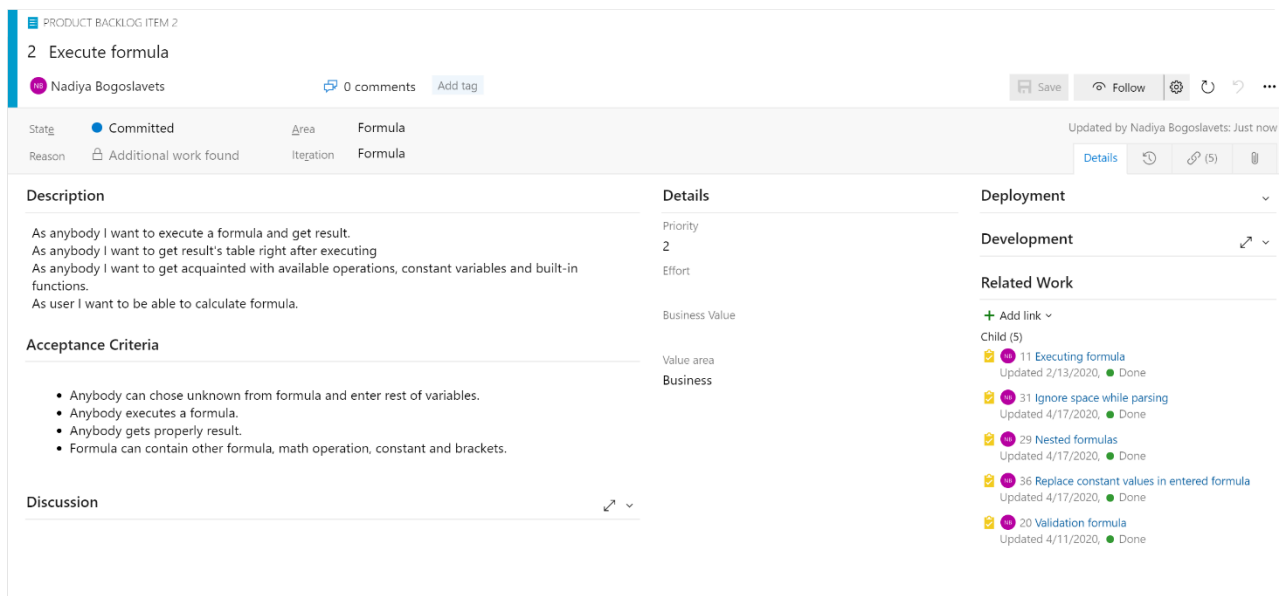 PRODUCT BACKLOG ITEM 2
2 Execute formula
NB Nadiya Bogoslavets
0 comments
Add tag
Save
Follow
State
Committed
Area
Formula
Updated by Nadiya Bogoslavets: Just now
Reason
Additional work found
Iteration
Formula
Details
(5)
Description
As anybody I want to execute a formula and get result.
As anybody I want to get result's table right after executing
As anybody I want to get acquainted with available operations, constant variables and built-in
functions.
As user I want to be able to calculate formula.
Acceptance Criteria
• Anybody can chose unknown from formula and enter rest of variables.
• Anybody executes a formula.
• Anybody gets properly result.
• Formula can contain other formula, math operation, constant and brackets.
Discussion
Details
Priority
2
Effort
Business Value
Value area
Business
Deployment
Development
Related Work
+ Add link
Child (5)
NB 11 Executing formula
Updated 2/13/2020, ● Done
NB 31 Ignore space while parsing
Updated 4/17/2020, ● Done
NB 29 Nested formulas
Updated 4/17/2020, ● Done
NB 36 Replace constant values in entered formula
Updated 4/17/2020, ● Done
NB 20 Validation formula
Updated 4/11/2020, ● Done